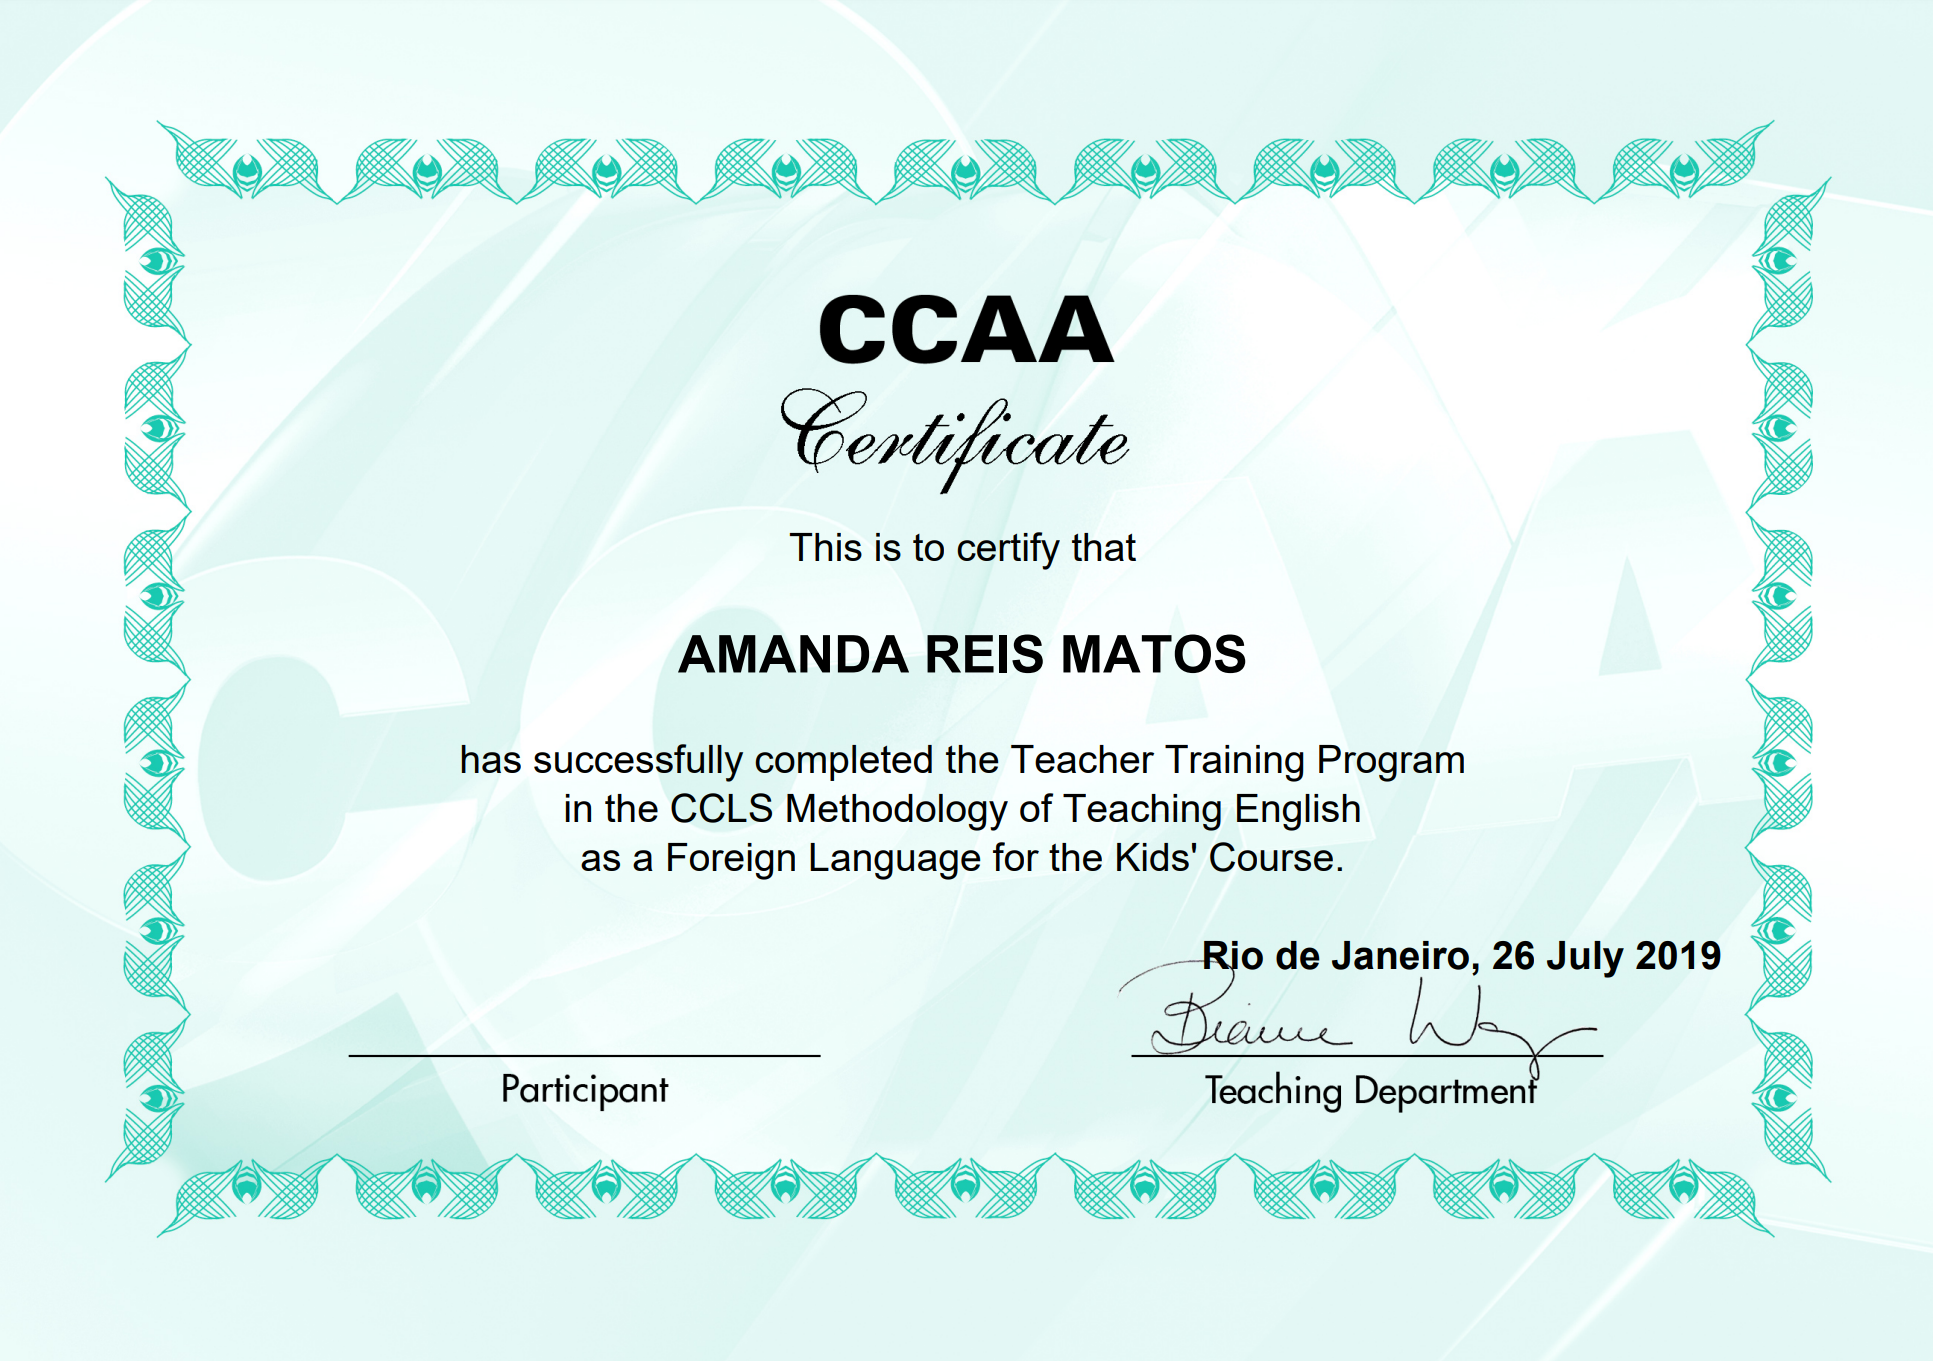 CCAA
Certificate
This is to certify that
AMANDA REIS MATOS
has successfully completed the Teacher Training Program
in the CCLS Methodology of Teaching English
as a Foreign Language for the Kids' Course.
Rio de Janeiro, 26 July 2019
Participant
Teaching Department
CCAA